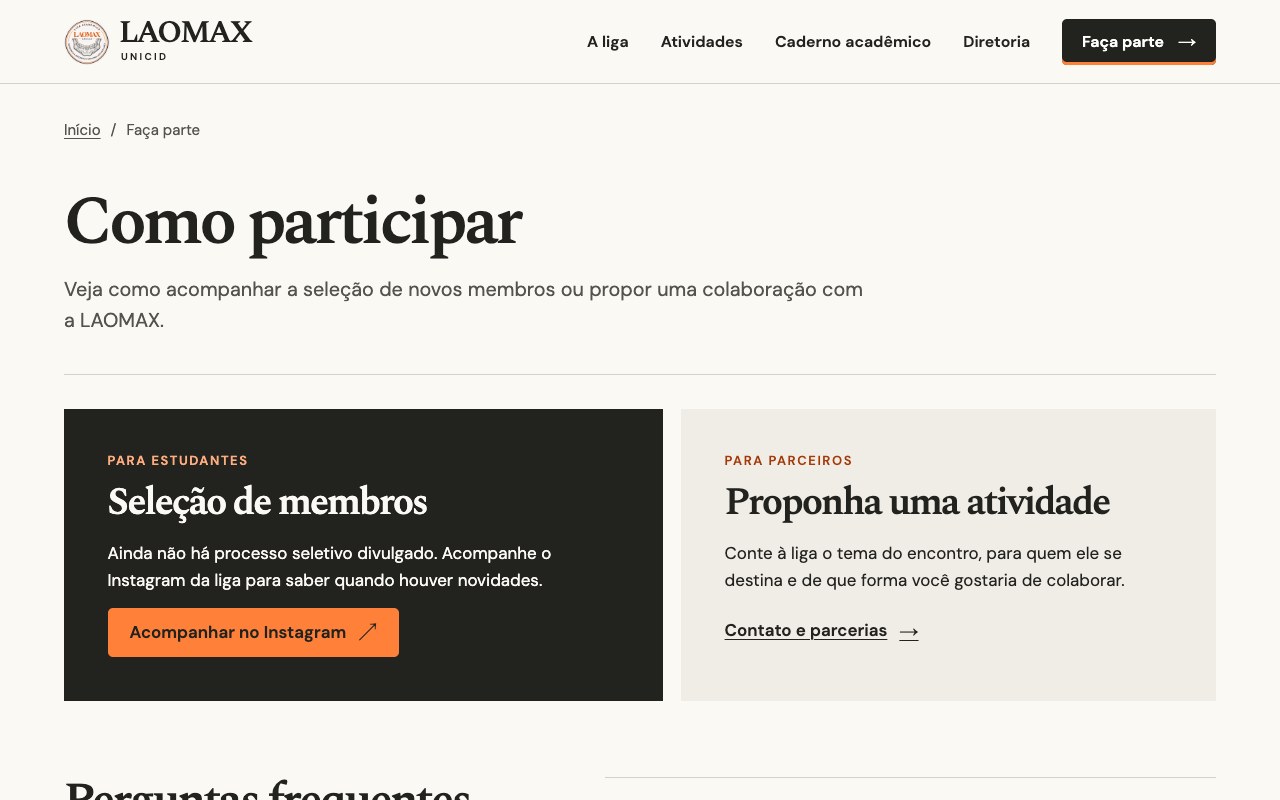 LAOMAX
UNICID
A liga
Atividades
Caderno acadêmico
Diretoria
Faça parte →
Início / Faça parte
Como participar
Veja como acompanhar a seleção de novos membros ou propor uma colaboração com
a LAOMAX.
PARA ESTUDANTES
Seleção de membros
Ainda não há processo seletivo divulgado. Acompanhe o
Instagram da liga para saber quando houver novidades.
Acompanhar no Instagram ↗
PARA PARCEIROS
Proponha uma atividade
Conte à liga o tema do encontro, para quem ele se
destina e de que forma você gostaria de colaborar.
Contato e parcerias →
Perguntas frequentes